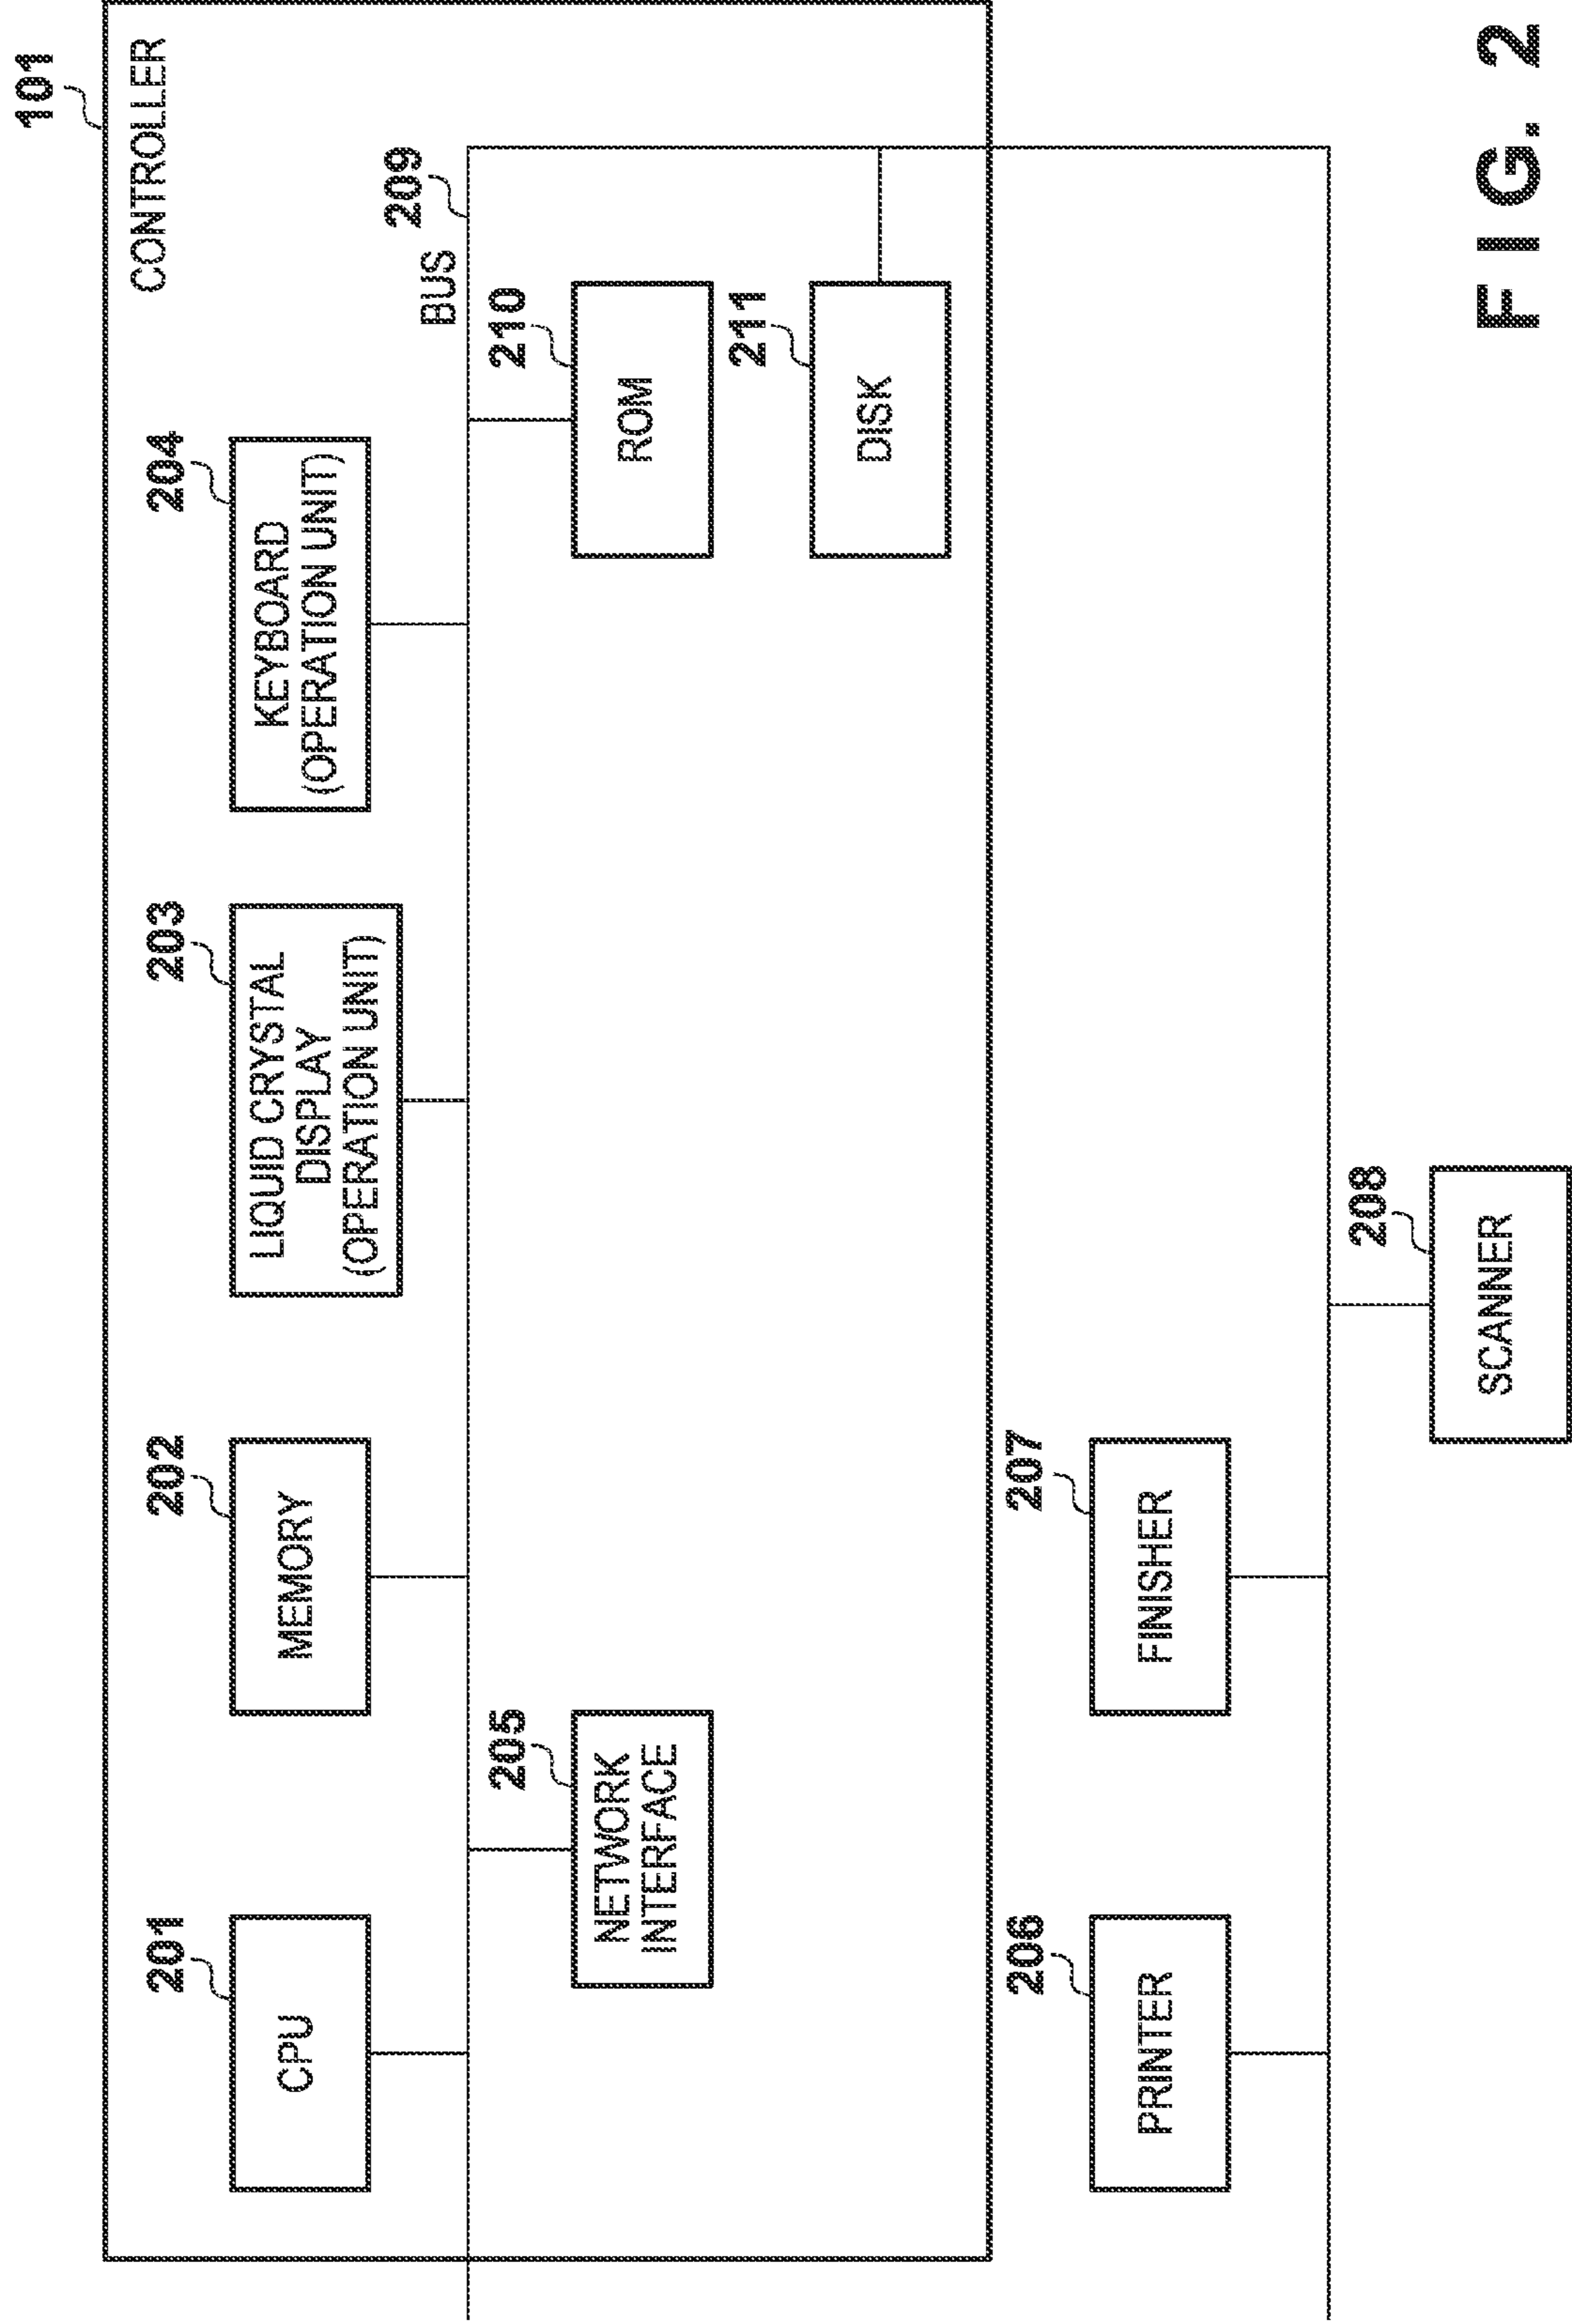 101
CONTROLLER
201
CPU
202
MEMORY
203
LIQUID CRYSTAL
DISPLAY
(OPERATION UNIT)
204
KEYBOARD
(OPERATION UNIT)
209
BUS
205
NETWORK
INTERFACE
210
ROM
211
DISK
206
PRINTER
207
FINISHER
208
SCANNER
FIG. 2